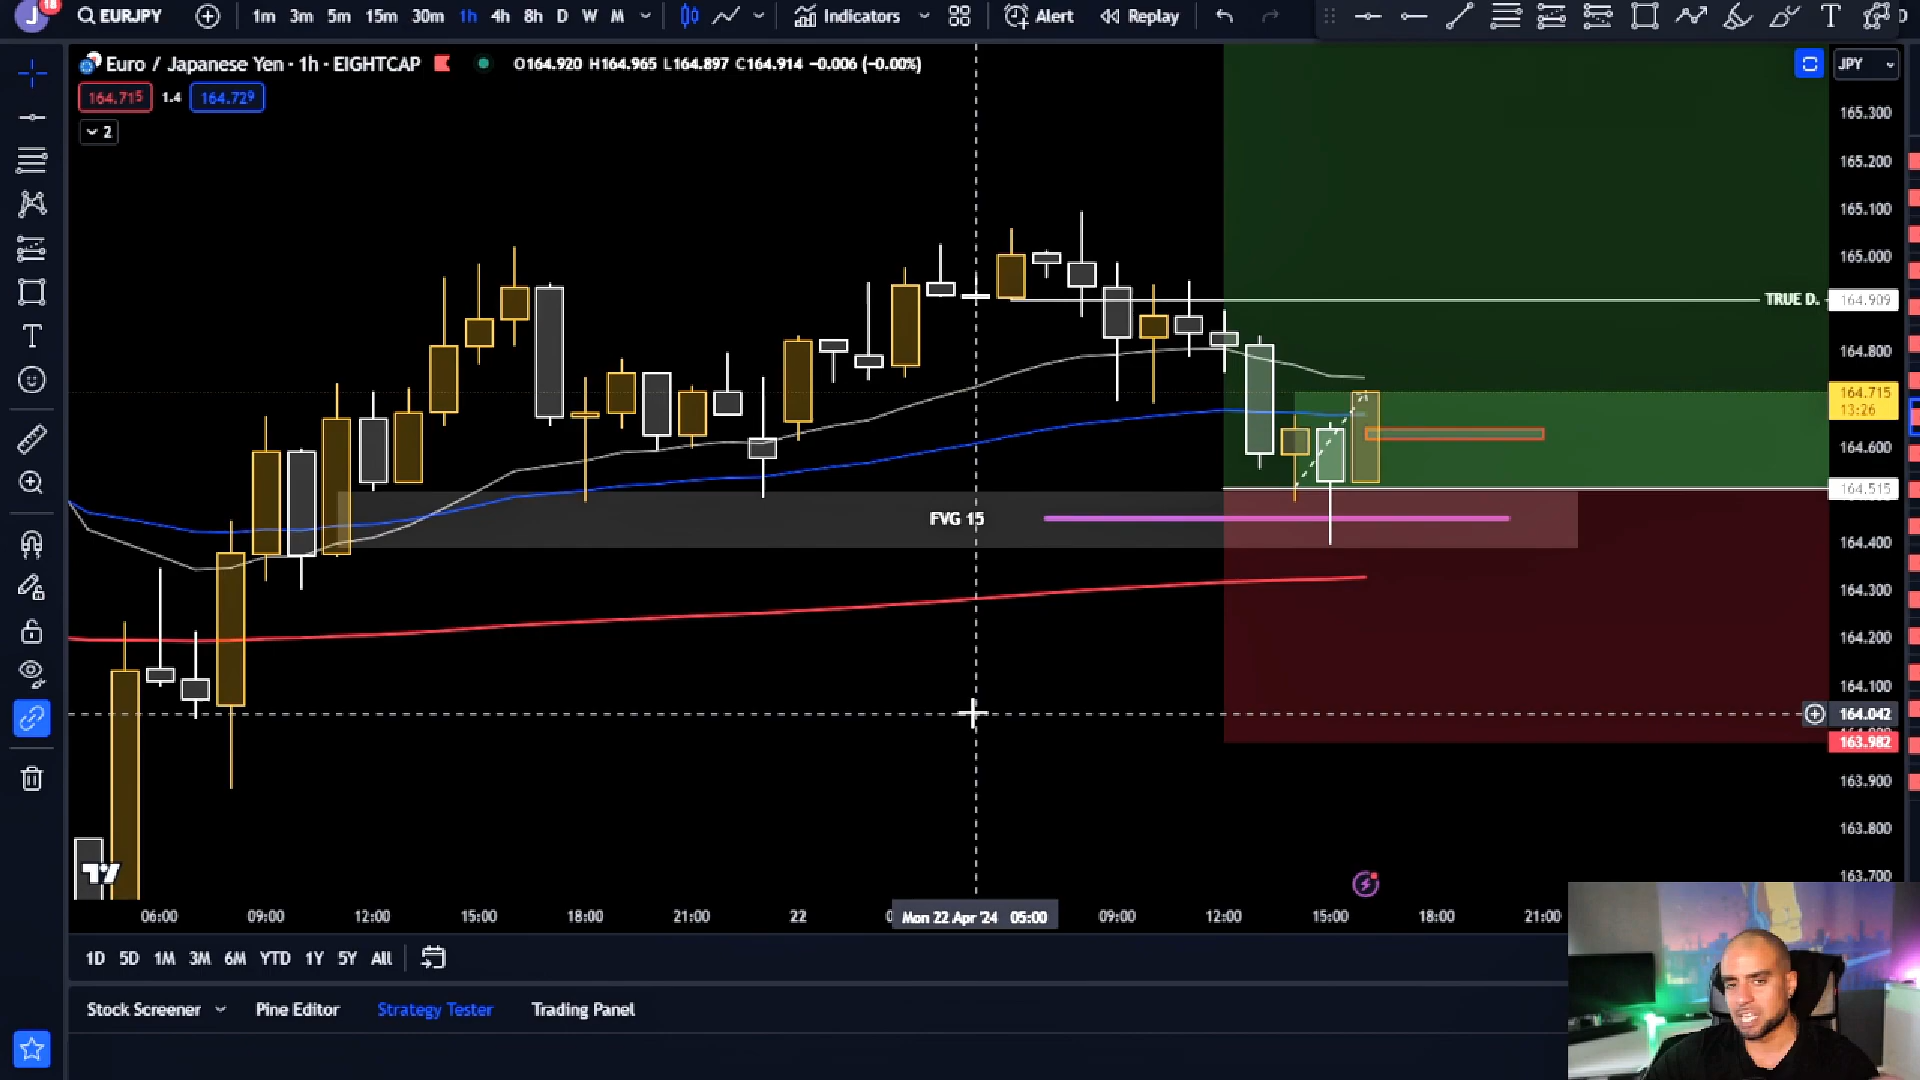 J 18 EURJPY 1m 3m 5m 15m 30m 1h 4h 8h D W M Indicators Alert Replay T
Euro / Japanese Yen · 1h · EIGHTCAP O164.920 H164.965 L164.897 C164.914 −0.006 (−0.00%) JPY
164.715 1.4 164.729
2
165.300
165.200
165.100
165.000
TRUE D. 164.909
164.800
164.715
13:26
164.600
164.515
FVG 15
164.400
164.300
164.200
164.100
164.042
163.982
163.900
163.800
163.700
06:00 09:00 12:00 15:00 18:00 21:00 22 Mon 22 Apr '24 05:00 09:00 12:00 15:00 18:00 21:00
1D 5D 1M 3M 6M YTD 1Y 5Y All
Stock Screener Pine Editor Strategy Tester Trading Panel